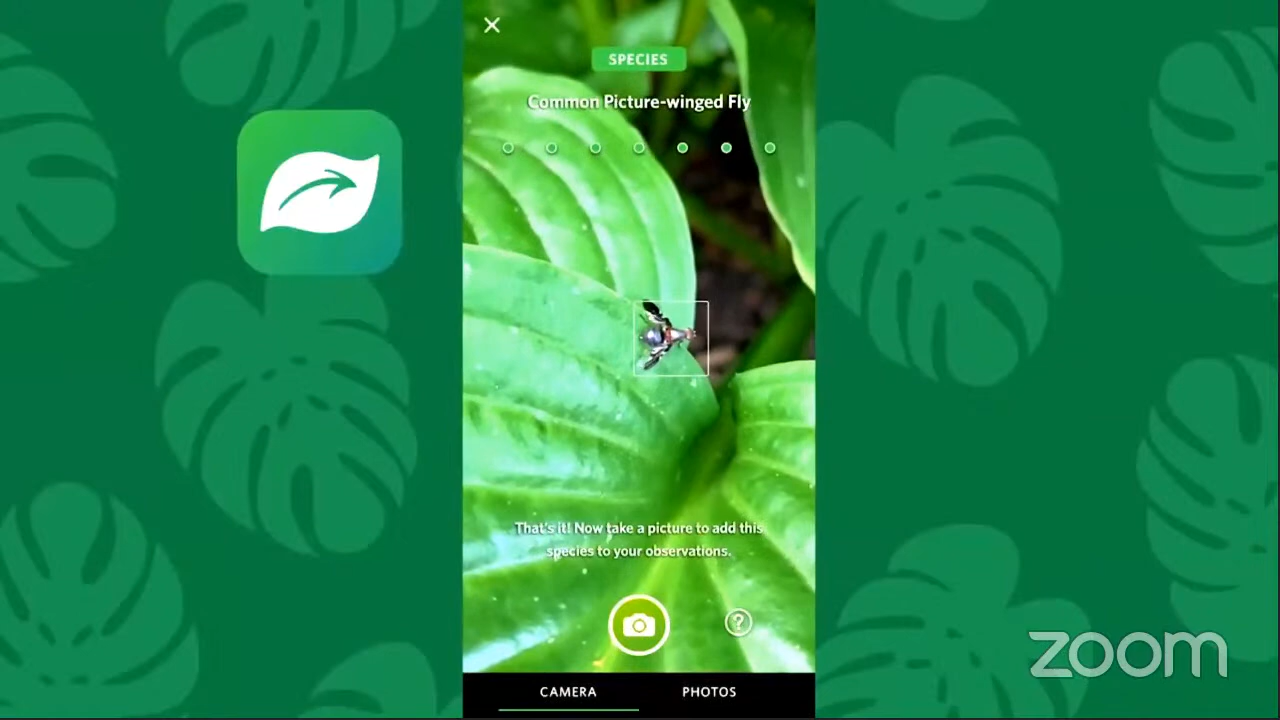 SPECIES
Common Picture-winged Fly
That's it! Now take a picture to add this
species to your observations.
CAMERA
PHOTOS
zoom